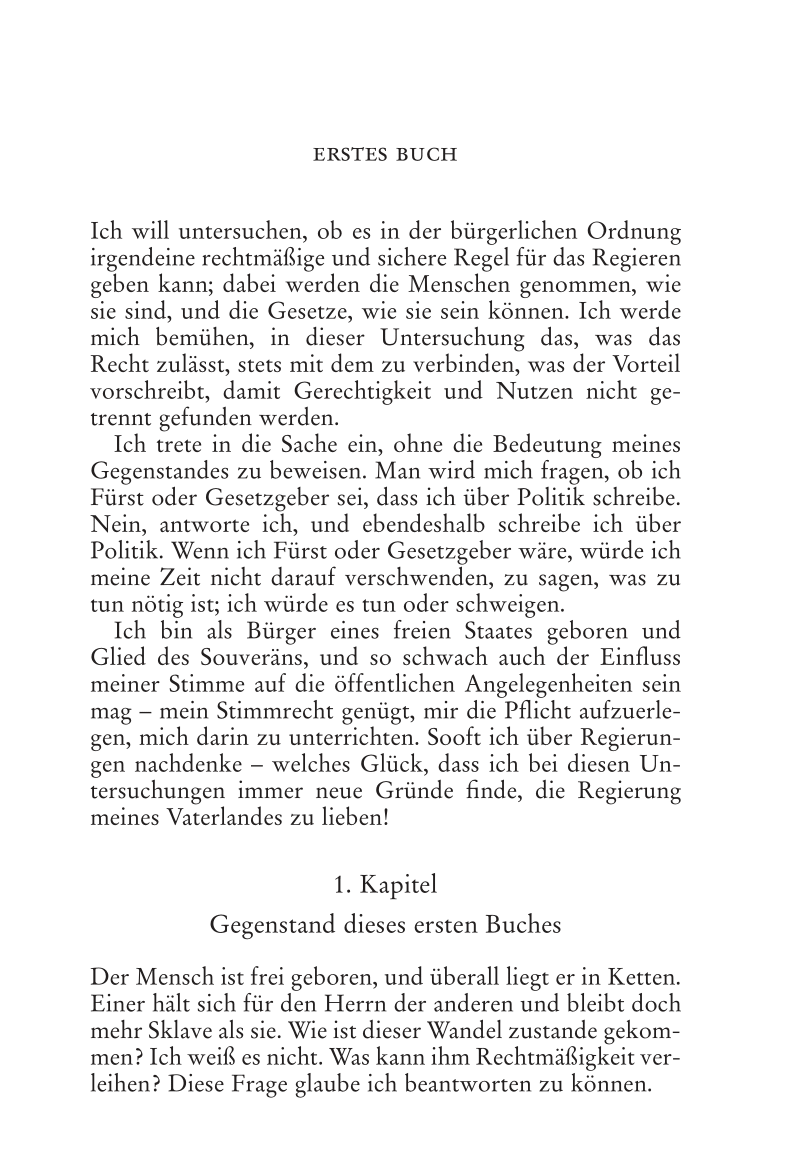 ERSTES BUCH
Ich will untersuchen, ob es in der bürgerlichen Ordnung
irgendeine rechtmäßige und sichere Regel für das Regieren
geben kann; dabei werden die Menschen genommen, wie
sie sind, und die Gesetze, wie sie sein können. Ich werde
mich bemühen, in dieser Untersuchung das, was das
Recht zulässt, stets mit dem zu verbinden, was der Vorteil
vorschreibt, damit Gerechtigkeit und Nutzen nicht ge-
trennt gefunden werden.
Ich trete in die Sache ein, ohne die Bedeutung meines
Gegenstandes zu beweisen. Man wird mich fragen, ob ich
Fürst oder Gesetzgeber sei, dass ich über Politik schreibe.
Nein, antworte ich, und ebendeshalb schreibe ich über
Politik. Wenn ich Fürst oder Gesetzgeber wäre, würde ich
meine Zeit nicht darauf verschwenden, zu sagen, was zu
tun nötig ist; ich würde es tun oder schweigen.
Ich bin als Bürger eines freien Staates geboren und
Glied des Souveräns, und so schwach auch der Einfluss
meiner Stimme auf die öffentlichen Angelegenheiten sein
mag – mein Stimmrecht genügt, mir die Pflicht aufzuerle-
gen, mich darin zu unterrichten. Sooft ich über Regierun-
gen nachdenke – welches Glück, dass ich bei diesen Un-
tersuchungen immer neue Gründe finde, die Regierung
meines Vaterlandes zu lieben!
1. Kapitel
Gegenstand dieses ersten Buches
Der Mensch ist frei geboren, und überall liegt er in Ketten.
Einer hält sich für den Herrn der anderen und bleibt doch
mehr Sklave als sie. Wie ist dieser Wandel zustande gekom-
men? Ich weiß es nicht. Was kann ihm Rechtmäßigkeit ver-
leihen? Diese Frage glaube ich beantworten zu können.